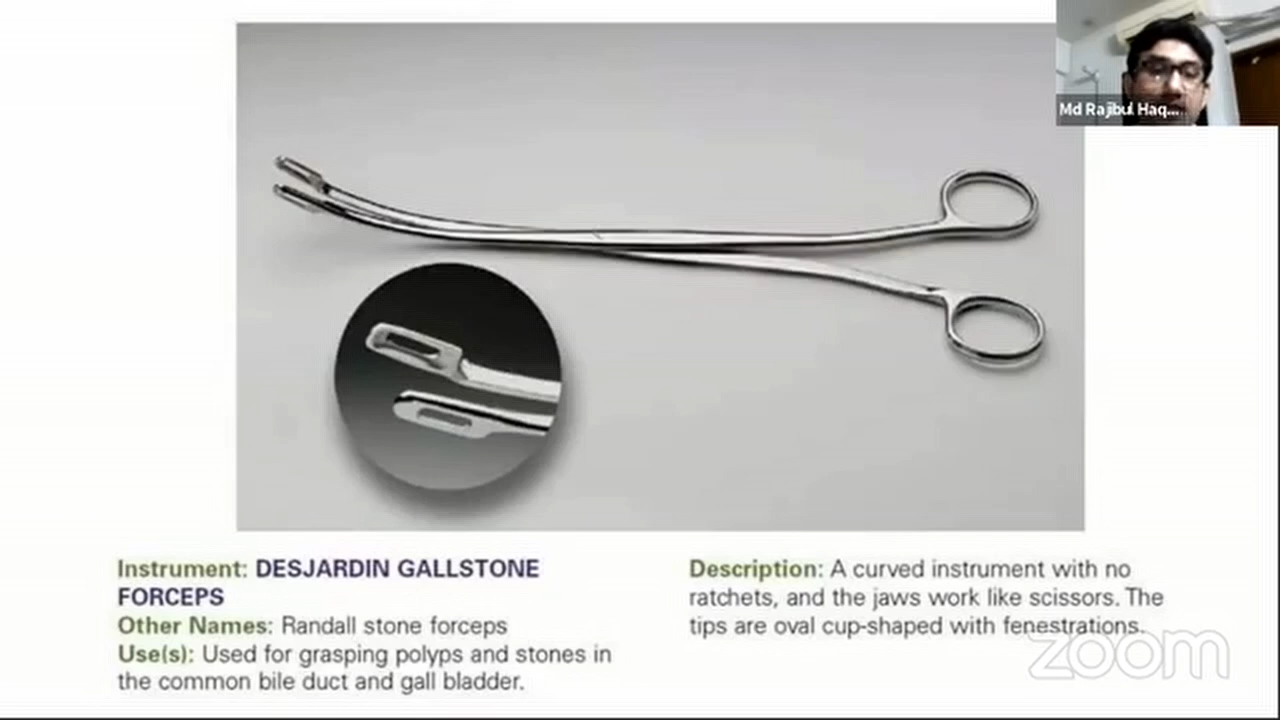 Md Rajibul Haq...
Instrument: DESJARDIN GALLSTONE
FORCEPS
Other Names: Randall stone forceps
Use(s): Used for grasping polyps and stones in
the common bile duct and gall bladder.
Description: A curved instrument with no
ratchets, and the jaws work like scissors. The
tips are oval cup-shaped with fenestrations.
zoom